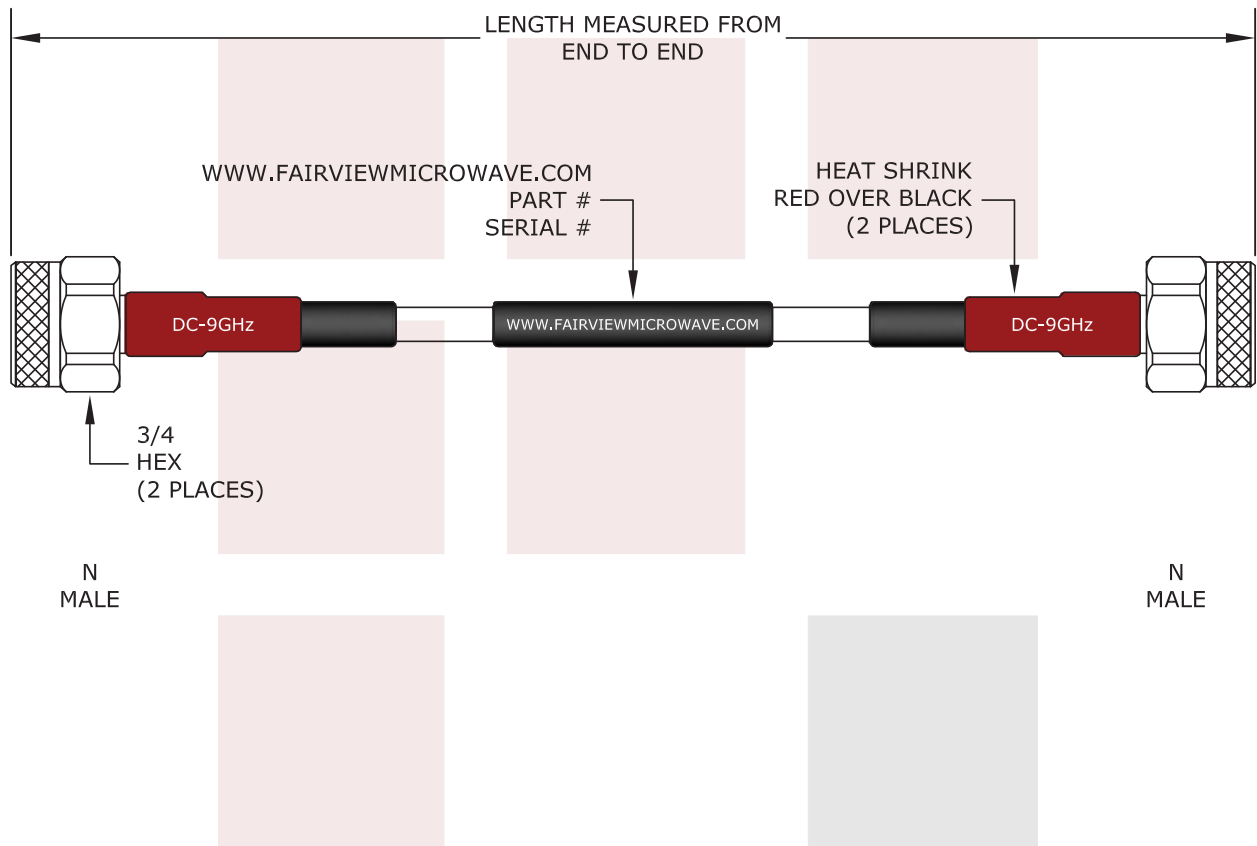 LENGTH MEASURED FROM
END TO END
WWW.FAIRVIEWMICROWAVE.COM
PART #
SERIAL #
HEAT SHRINK
RED OVER BLACK
(2 PLACES)
DC-9GHz
WWW.FAIRVIEWMICROWAVE.COM
DC-9GHz
3/4
HEX
(2 PLACES)
N
MALE
N
MALE